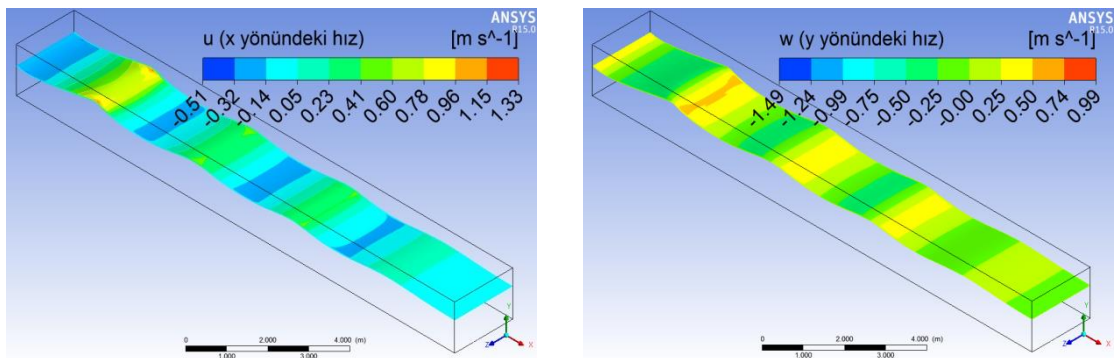 ANSYS
R15.0
u (x yönündeki hız) [m s^-1]
-0.51 -0.32 -0.14 0.05 0.23 0.41 0.60 0.78 0.96 1.15 1.33
Y
Z X
0 2.000 4.000 (m)
1.000 3.000
ANSYS
R15.0
w (y yönündeki hız) [m s^-1]
-1.49 -1.24 -0.99 -0.75 -0.50 -0.25 -0.00 0.25 0.50 0.74 0.99
Y
Z X
0 2.000 4.000 (m)
1.000 3.000